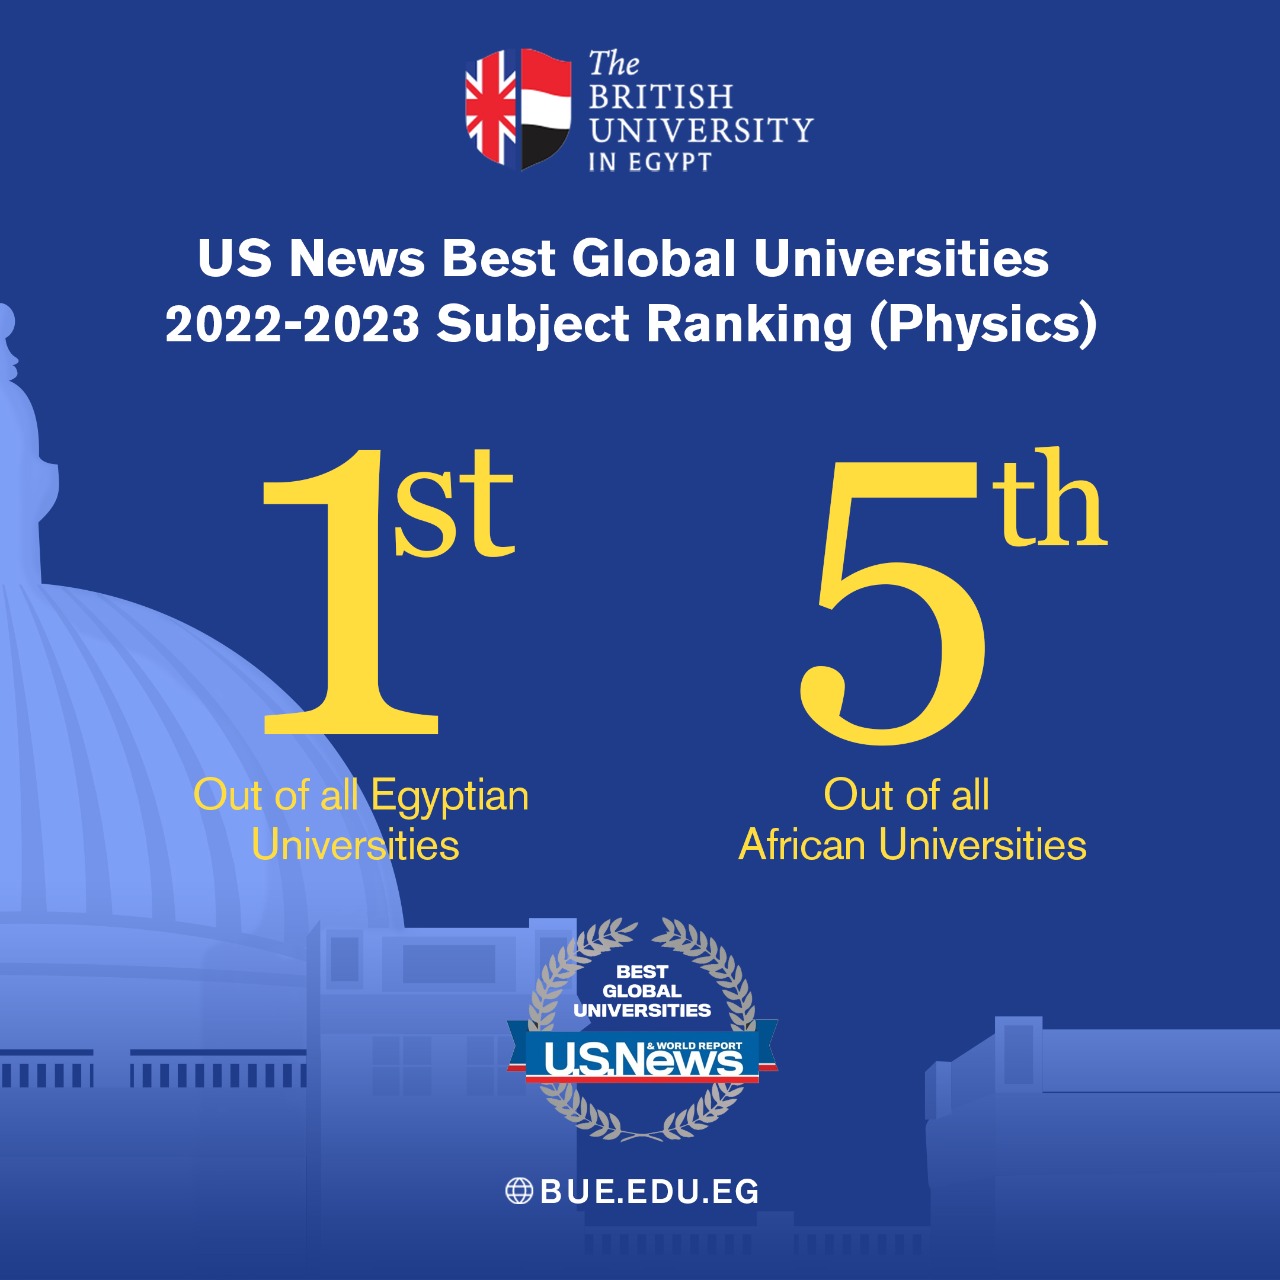 The
BRITISH
UNIVERSITY
IN EGYPT
US News Best Global Universities
2022-2023 Subject Ranking (Physics)
1st
Out of all Egyptian
Universities
5th
Out of all
African Universities
BEST
GLOBAL
UNIVERSITIES
& WORLD REPORT
U.S.News
BUE.EDU.EG